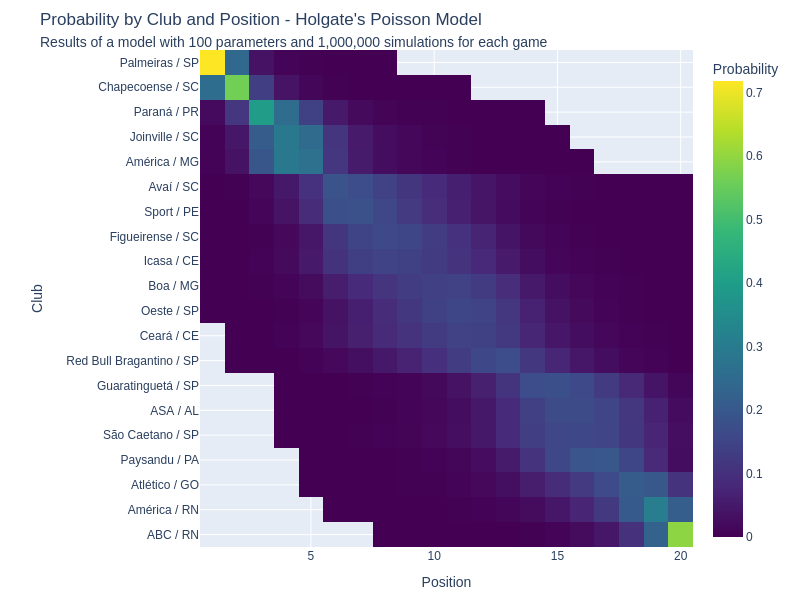 Probability by Club and Position - Holgate's Poisson Model
Results of a model with 100 parameters and 1,000,000 simulations for each game
Probability
Palmeiras / SP
Chapecoense / SC
Paraná / PR
Joinville / SC
América / MG
Avaí / SC
Sport / PE
Figueirense / SC
Icasa / CE
Boa / MG
Oeste / SP
Ceará / CE
Red Bull Bragantino / SP
Guaratinguetá / SP
ASA / AL
São Caetano / SP
Paysandu / PA
Atlético / GO
América / RN
ABC / RN
Club
5
10
15
20
Position
0.7
0.6
0.5
0.4
0.3
0.2
0.1
0